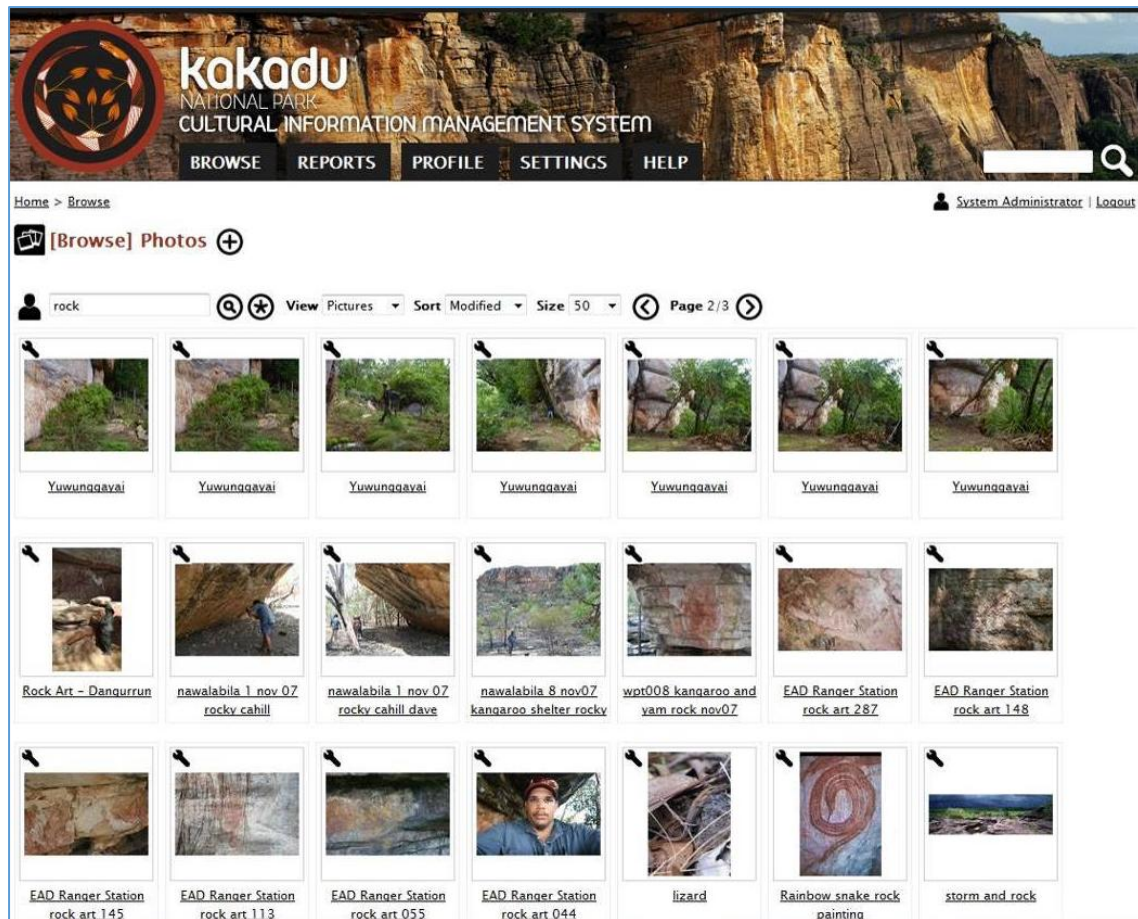 kakadu
NATIONAL PARK
CULTURAL INFORMATION MANAGEMENT SYSTEM
BROWSE REPORTS PROFILE SETTINGS HELP
Home > Browse System Administrator | Logout
[Browse] Photos
rock View Pictures Sort Modified Size 50 Page 2/3
Yuwunggayai Yuwunggayai Yuwunggayai Yuwunggayai Yuwunggayai Yuwunggayai Yuwunggayai
Rock Art - Dangurrun nawalabila 1 nov 07 nawalabila 1 nov 07 nawalabila 8 nov07 wpt008 kangaroo and EAD Ranger Station EAD Ranger Station
rocky cahill rocky cahill dave kangaroo shelter rocky yam rock nov07 rock art 287 rock art 148
EAD Ranger Station EAD Ranger Station EAD Ranger Station EAD Ranger Station lizard Rainbow snake rock storm and rock
rock art 145 rock art 113 rock art 055 rock art 044 painting